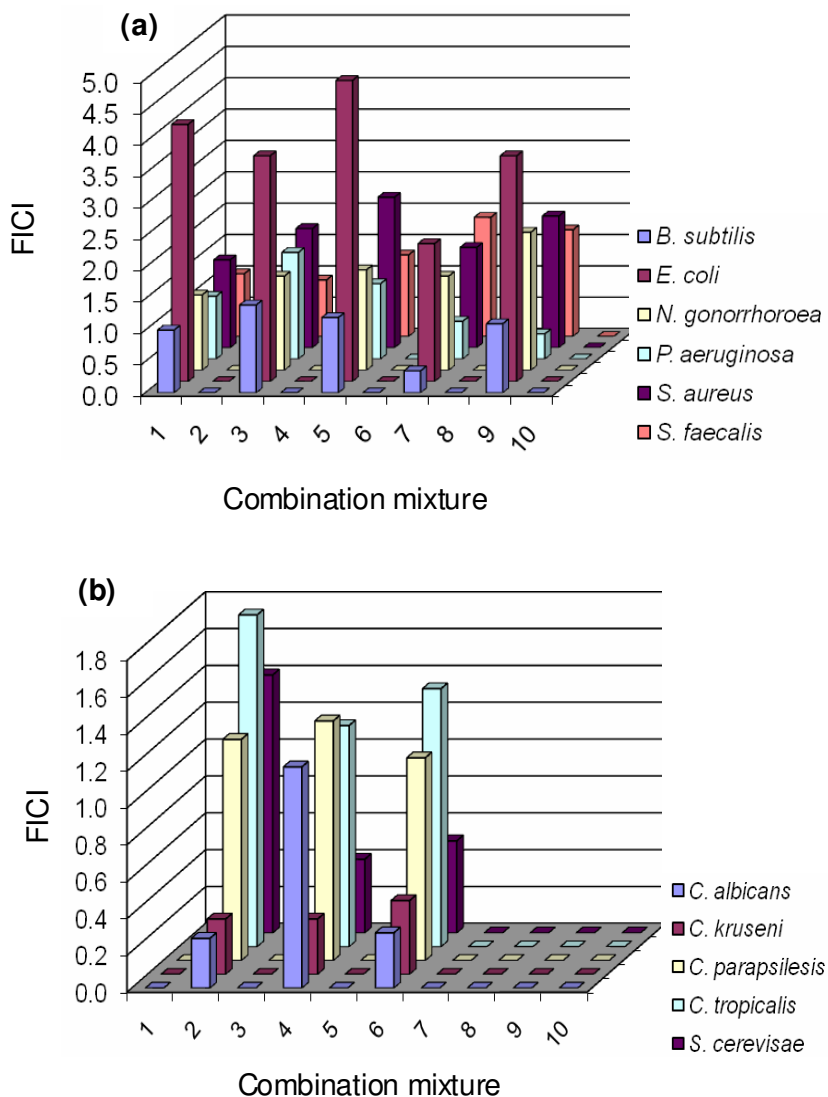 (a)
5.0
4.5
4.0
3.5
3.0
2.5
2.0
1.5
1.0
0.5
0.0
FICI
1 2 3 4 5 6 7 8 9 10
Combination mixture
B. subtilis
E. coli
N. gonorrhoroea
P. aeruginosa
S. aureus
S. faecalis
(b)
1.8
1.6
1.4
1.2
1.0
0.8
0.6
0.4
0.2
0.0
FICI
1 2 3 4 5 6 7 8 9 10
Combination mixture
C. albicans
C. kruseni
C. parapsilesis
C. tropicalis
S. cerevisae